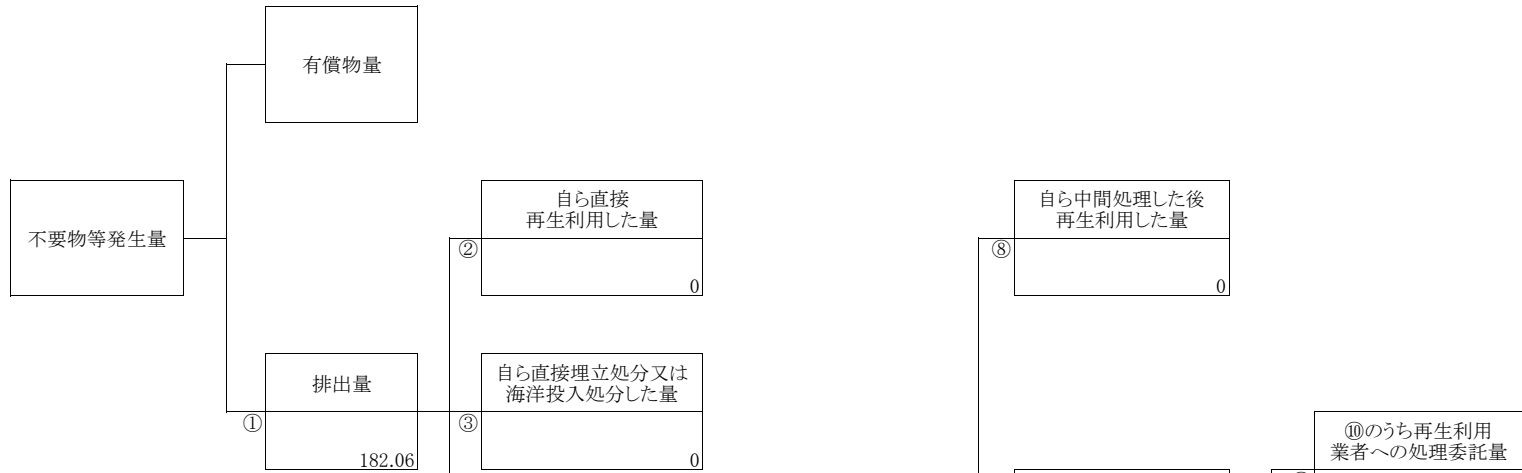 有償物量
不要物等発生量
自ら直接
再生利用した量
②
0
自ら中間処理した後
再生利用した量
⑧
0
排出量
①
182.06
自ら直接埋立処分又は
海洋投入処分した量
③
0
⑩のうち再生利用
業者への処理委託量